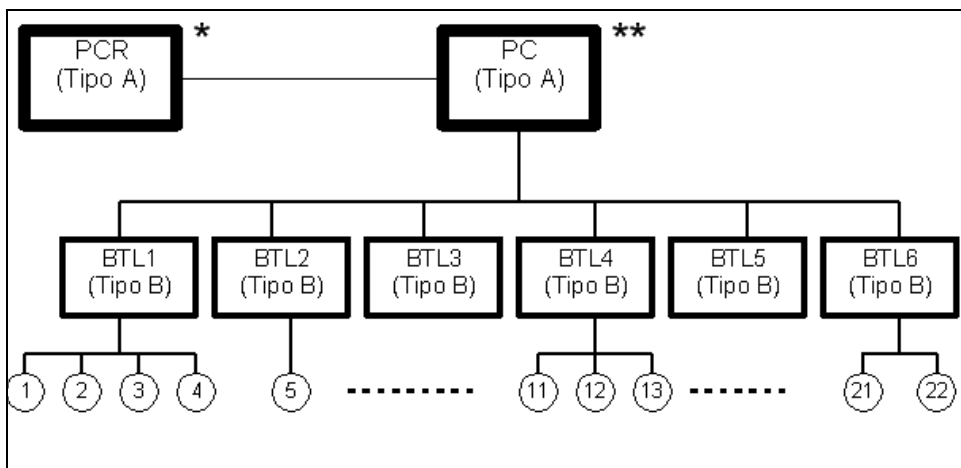 PCR
(Tipo A)
*
PC
(Tipo A)
**
BTL1
(Tipo B)
BTL2
(Tipo B)
BTL3
(Tipo B)
BTL4
(Tipo B)
BTL5
(Tipo B)
BTL6
(Tipo B)
1
2
3
4
5
11
12
13
21
22